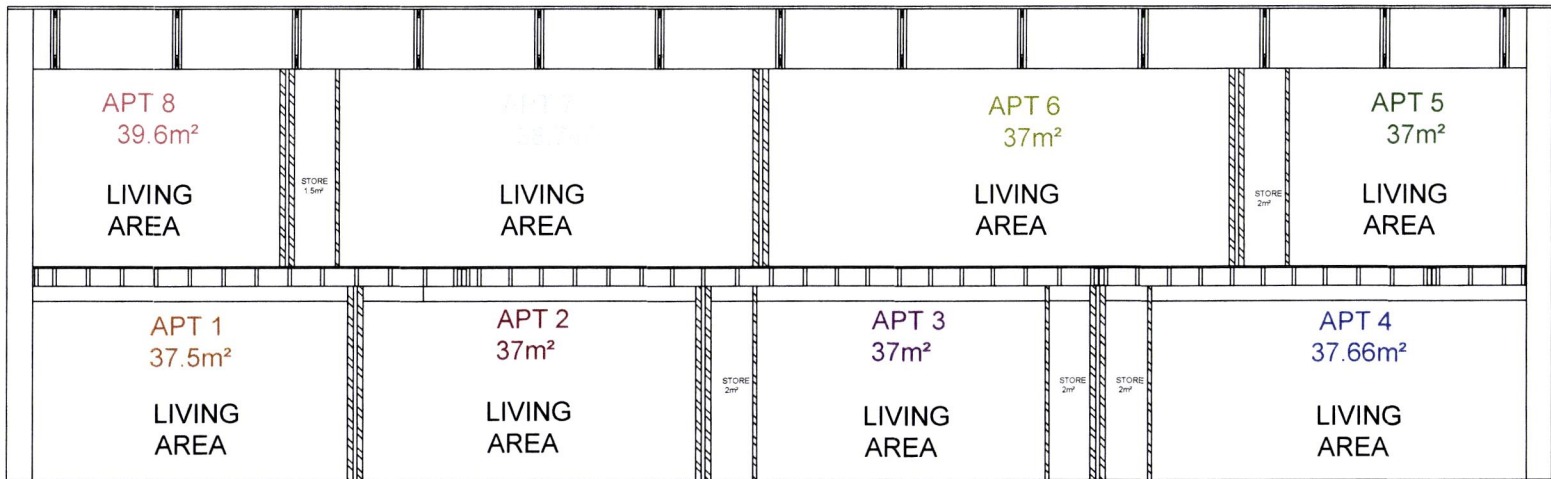 APT 8
39.6m²
LIVING
AREA
STORE
1.5m²
LIVING
AREA
APT 6
37m²
LIVING
AREA
STORE
2m²
APT 5
37m²
LIVING
AREA
APT 1
37.5m²
LIVING
AREA
APT 2
37m²
LIVING
AREA
STORE
2m²
APT 3
37m²
LIVING
AREA
STORE
2m²
STORE
2m²
APT 4
37.66m²
LIVING
AREA